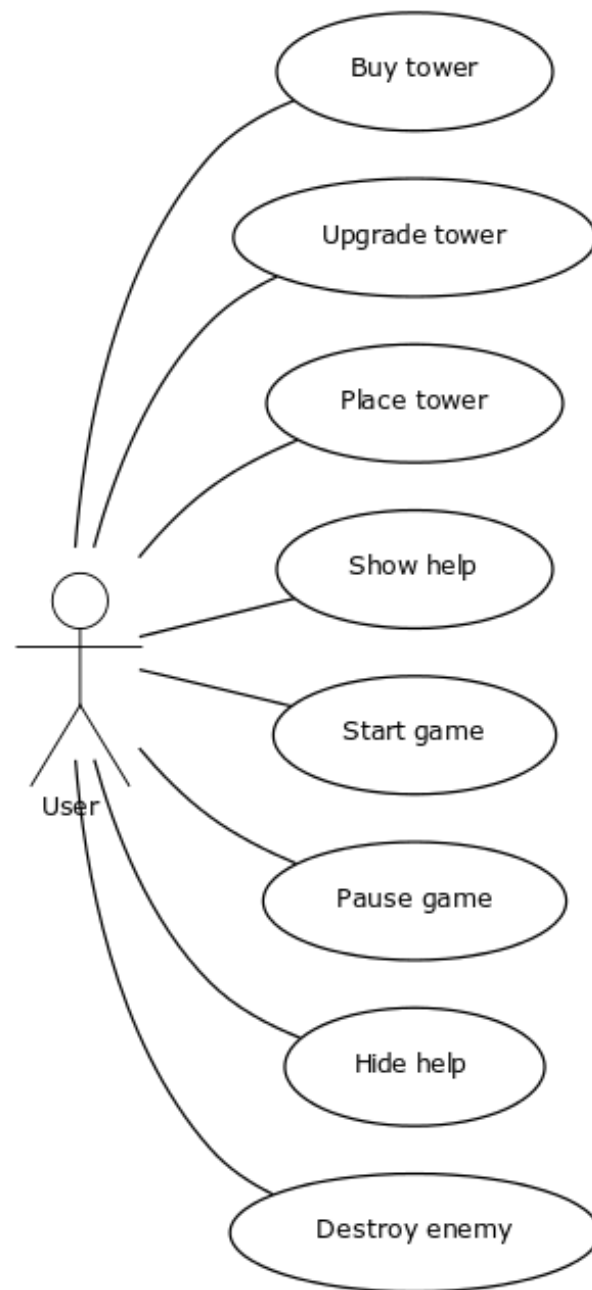 Buy tower
Upgrade tower
Place tower
Show help
Start game
User
Pause game
Hide help
Destroy enemy